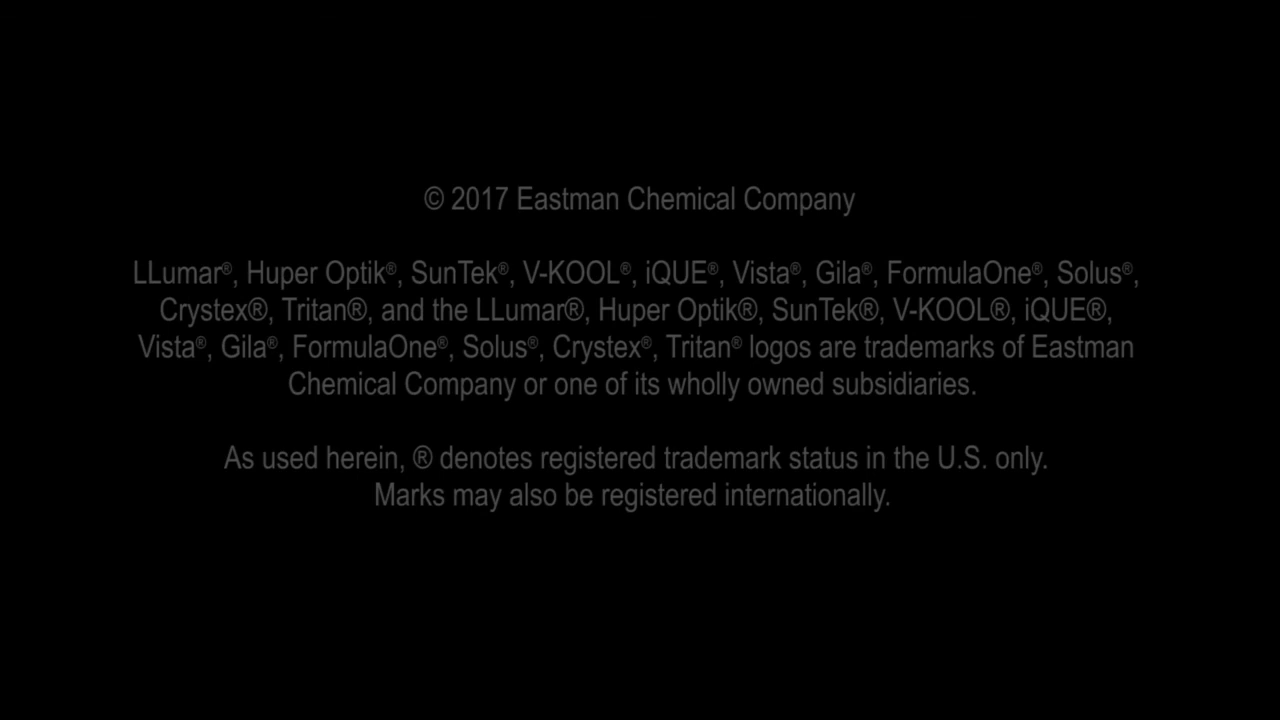 © 2017 Eastman Chemical Company
LLumar®, Huper Optik®, SunTek®, V-KOOL®, iQUE®, Vista®, Gila®, FormulaOne®, Solus®,
Crystex®, Tritan®, and the LLumar®, Huper Optik®, SunTek®, V-KOOL®, iQUE®,
Vista®, Gila®, FormulaOne®, Solus®, Crystex®, Tritan® logos are trademarks of Eastman
Chemical Company or one of its wholly owned subsidiaries.
As used herein, ® denotes registered trademark status in the U.S. only.
Marks may also be registered internationally.